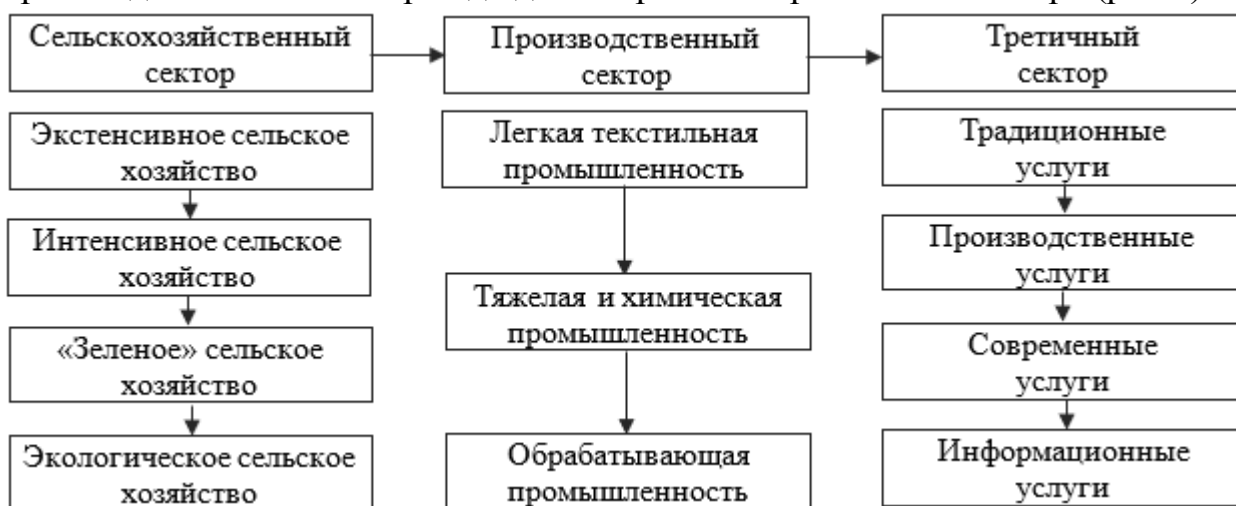 Сельскохозяйственный
сектор
Производственный
сектор
Третичный
сектор
Экстенсивное сельское
хозяйство
Интенсивное сельское
хозяйство
«Зеленое» сельское
хозяйство
Экологическое сельское
хозяйство
Легкая текстильная
промышленность
Тяжелая и химическая
промышленность
Обрабатывающая
промышленность
Традиционные
услуги
Производственные
услуги
Современные
услуги
Информационные
услуги